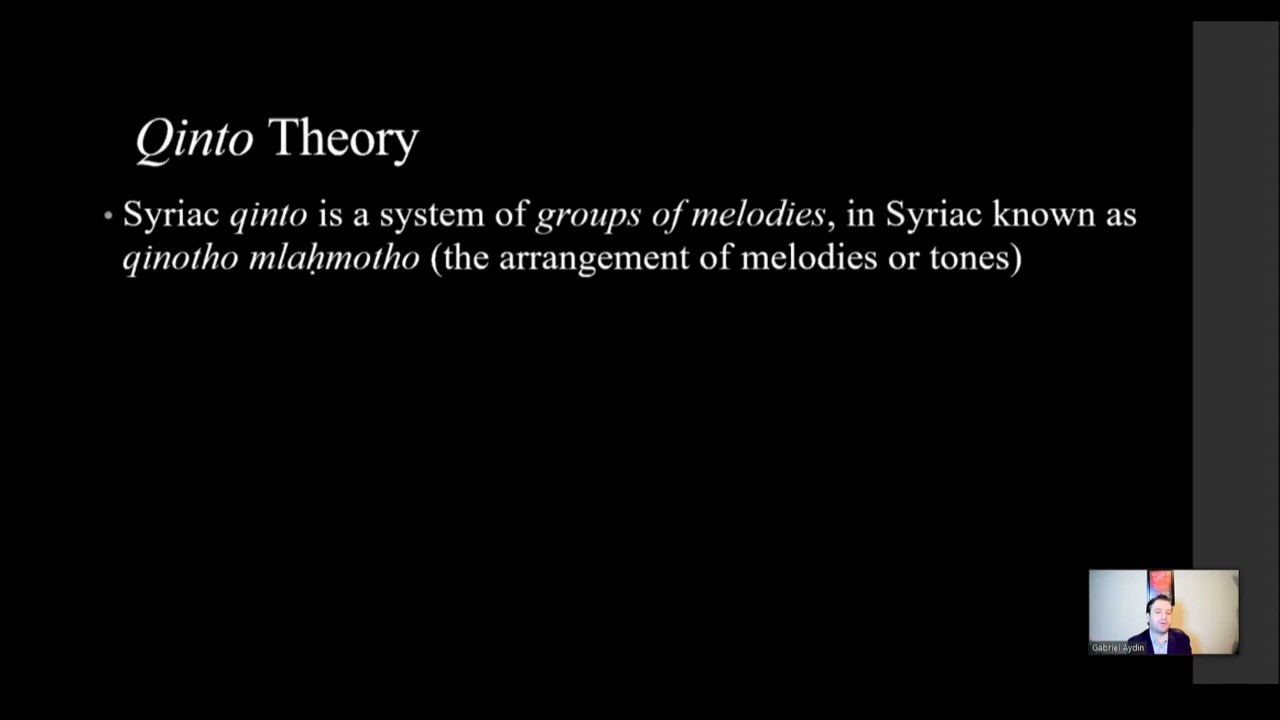 Qinto Theory
• Syriac qinto is a system of groups of melodies, in Syriac known as
qinotho mlaḥmotho (the arrangement of melodies or tones)
Gabriel Aydin